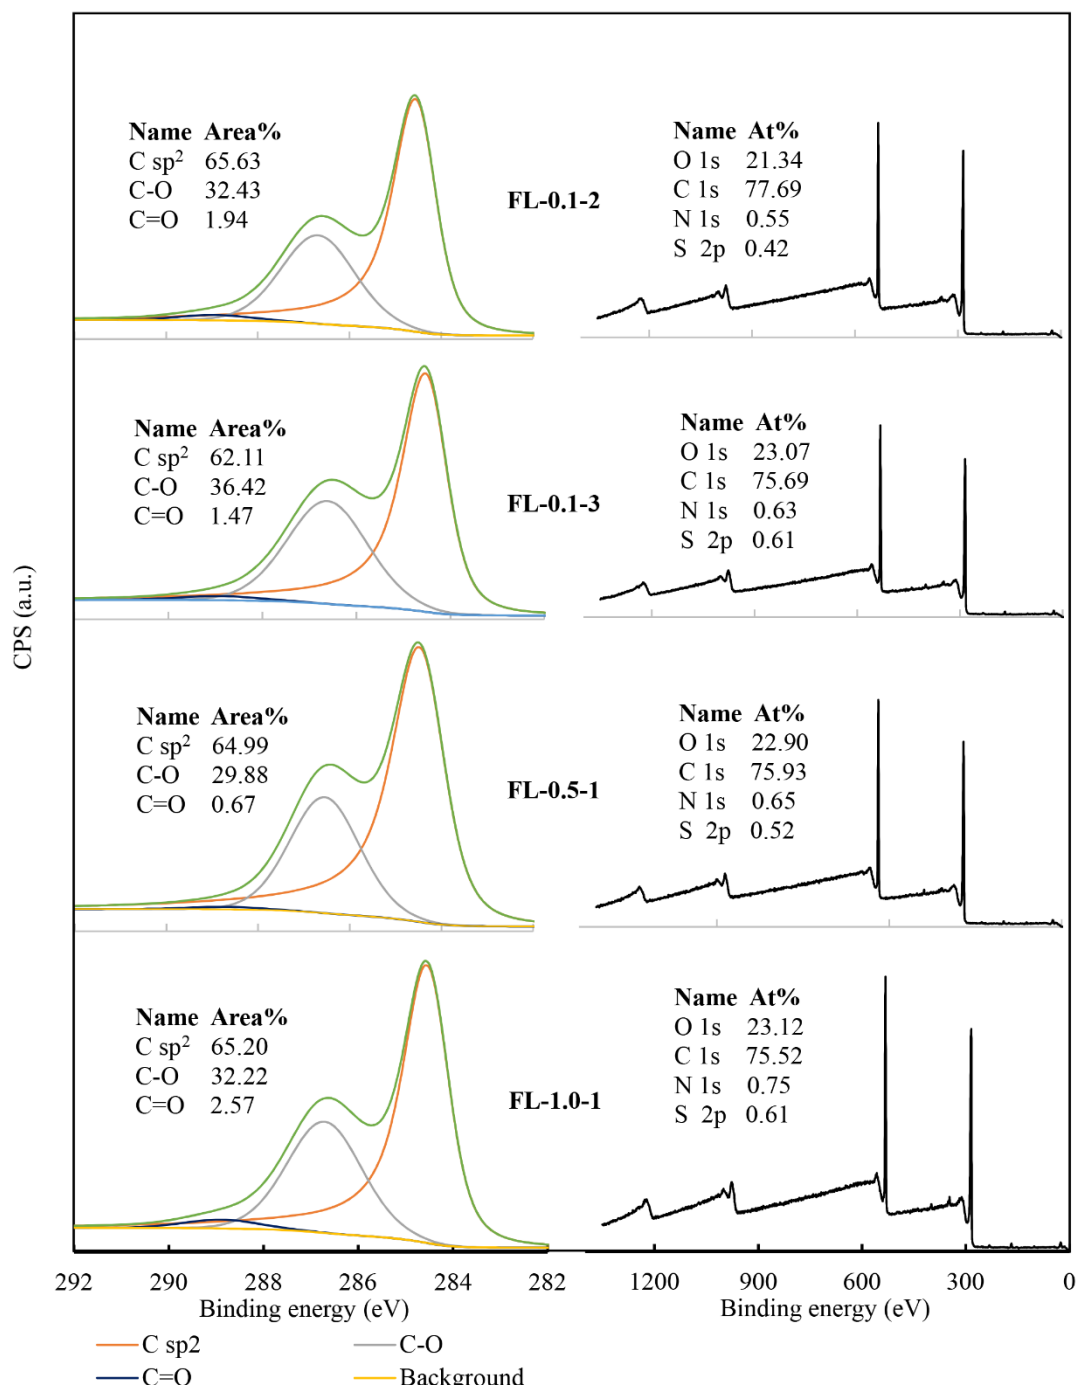 Name Area%
C sp² 65.63
C-O 32.43
C=O 1.94
FL-0.1-2
Name At%
O 1s 21.34
C 1s 77.69
N 1s 0.55
S 2p 0.42
Name Area%
C sp² 62.11
C-O 36.42
C=O 1.47
FL-0.1-3
Name At%
O 1s 23.07
C 1s 75.69
N 1s 0.63
S 2p 0.61
CPS (a.u.)
Name Area%
C sp² 64.99
C-O 29.88
C=O 0.67
FL-0.5-1
Name At%
O 1s 22.90
C 1s 75.93
N 1s 0.65
S 2p 0.52
Name Area%
C sp² 65.20
C-O 32.22
C=O 2.57
FL-1.0-1
Name At%
O 1s 23.12
C 1s 75.52
N 1s 0.75
S 2p 0.61
292 290 288 286 284 282
1200 900 600 300 0
Binding energy (eV)
Binding energy (eV)
C sp2
C-O
C=O
Background